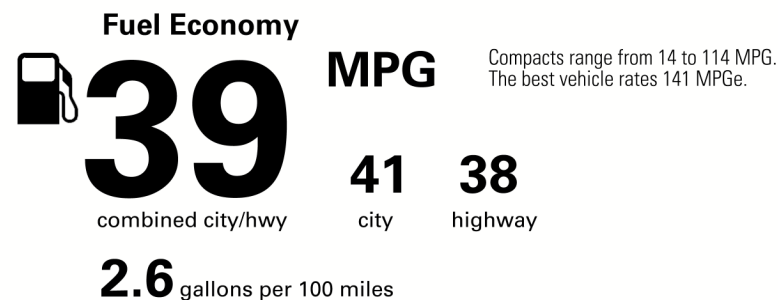 Fuel Economy
39
MPG
Compacts range from 14 to 114 MPG.
The best vehicle rates 141 MPGe.
41
38
combined city/hwy
city
highway
2.6 gallons per 100 miles